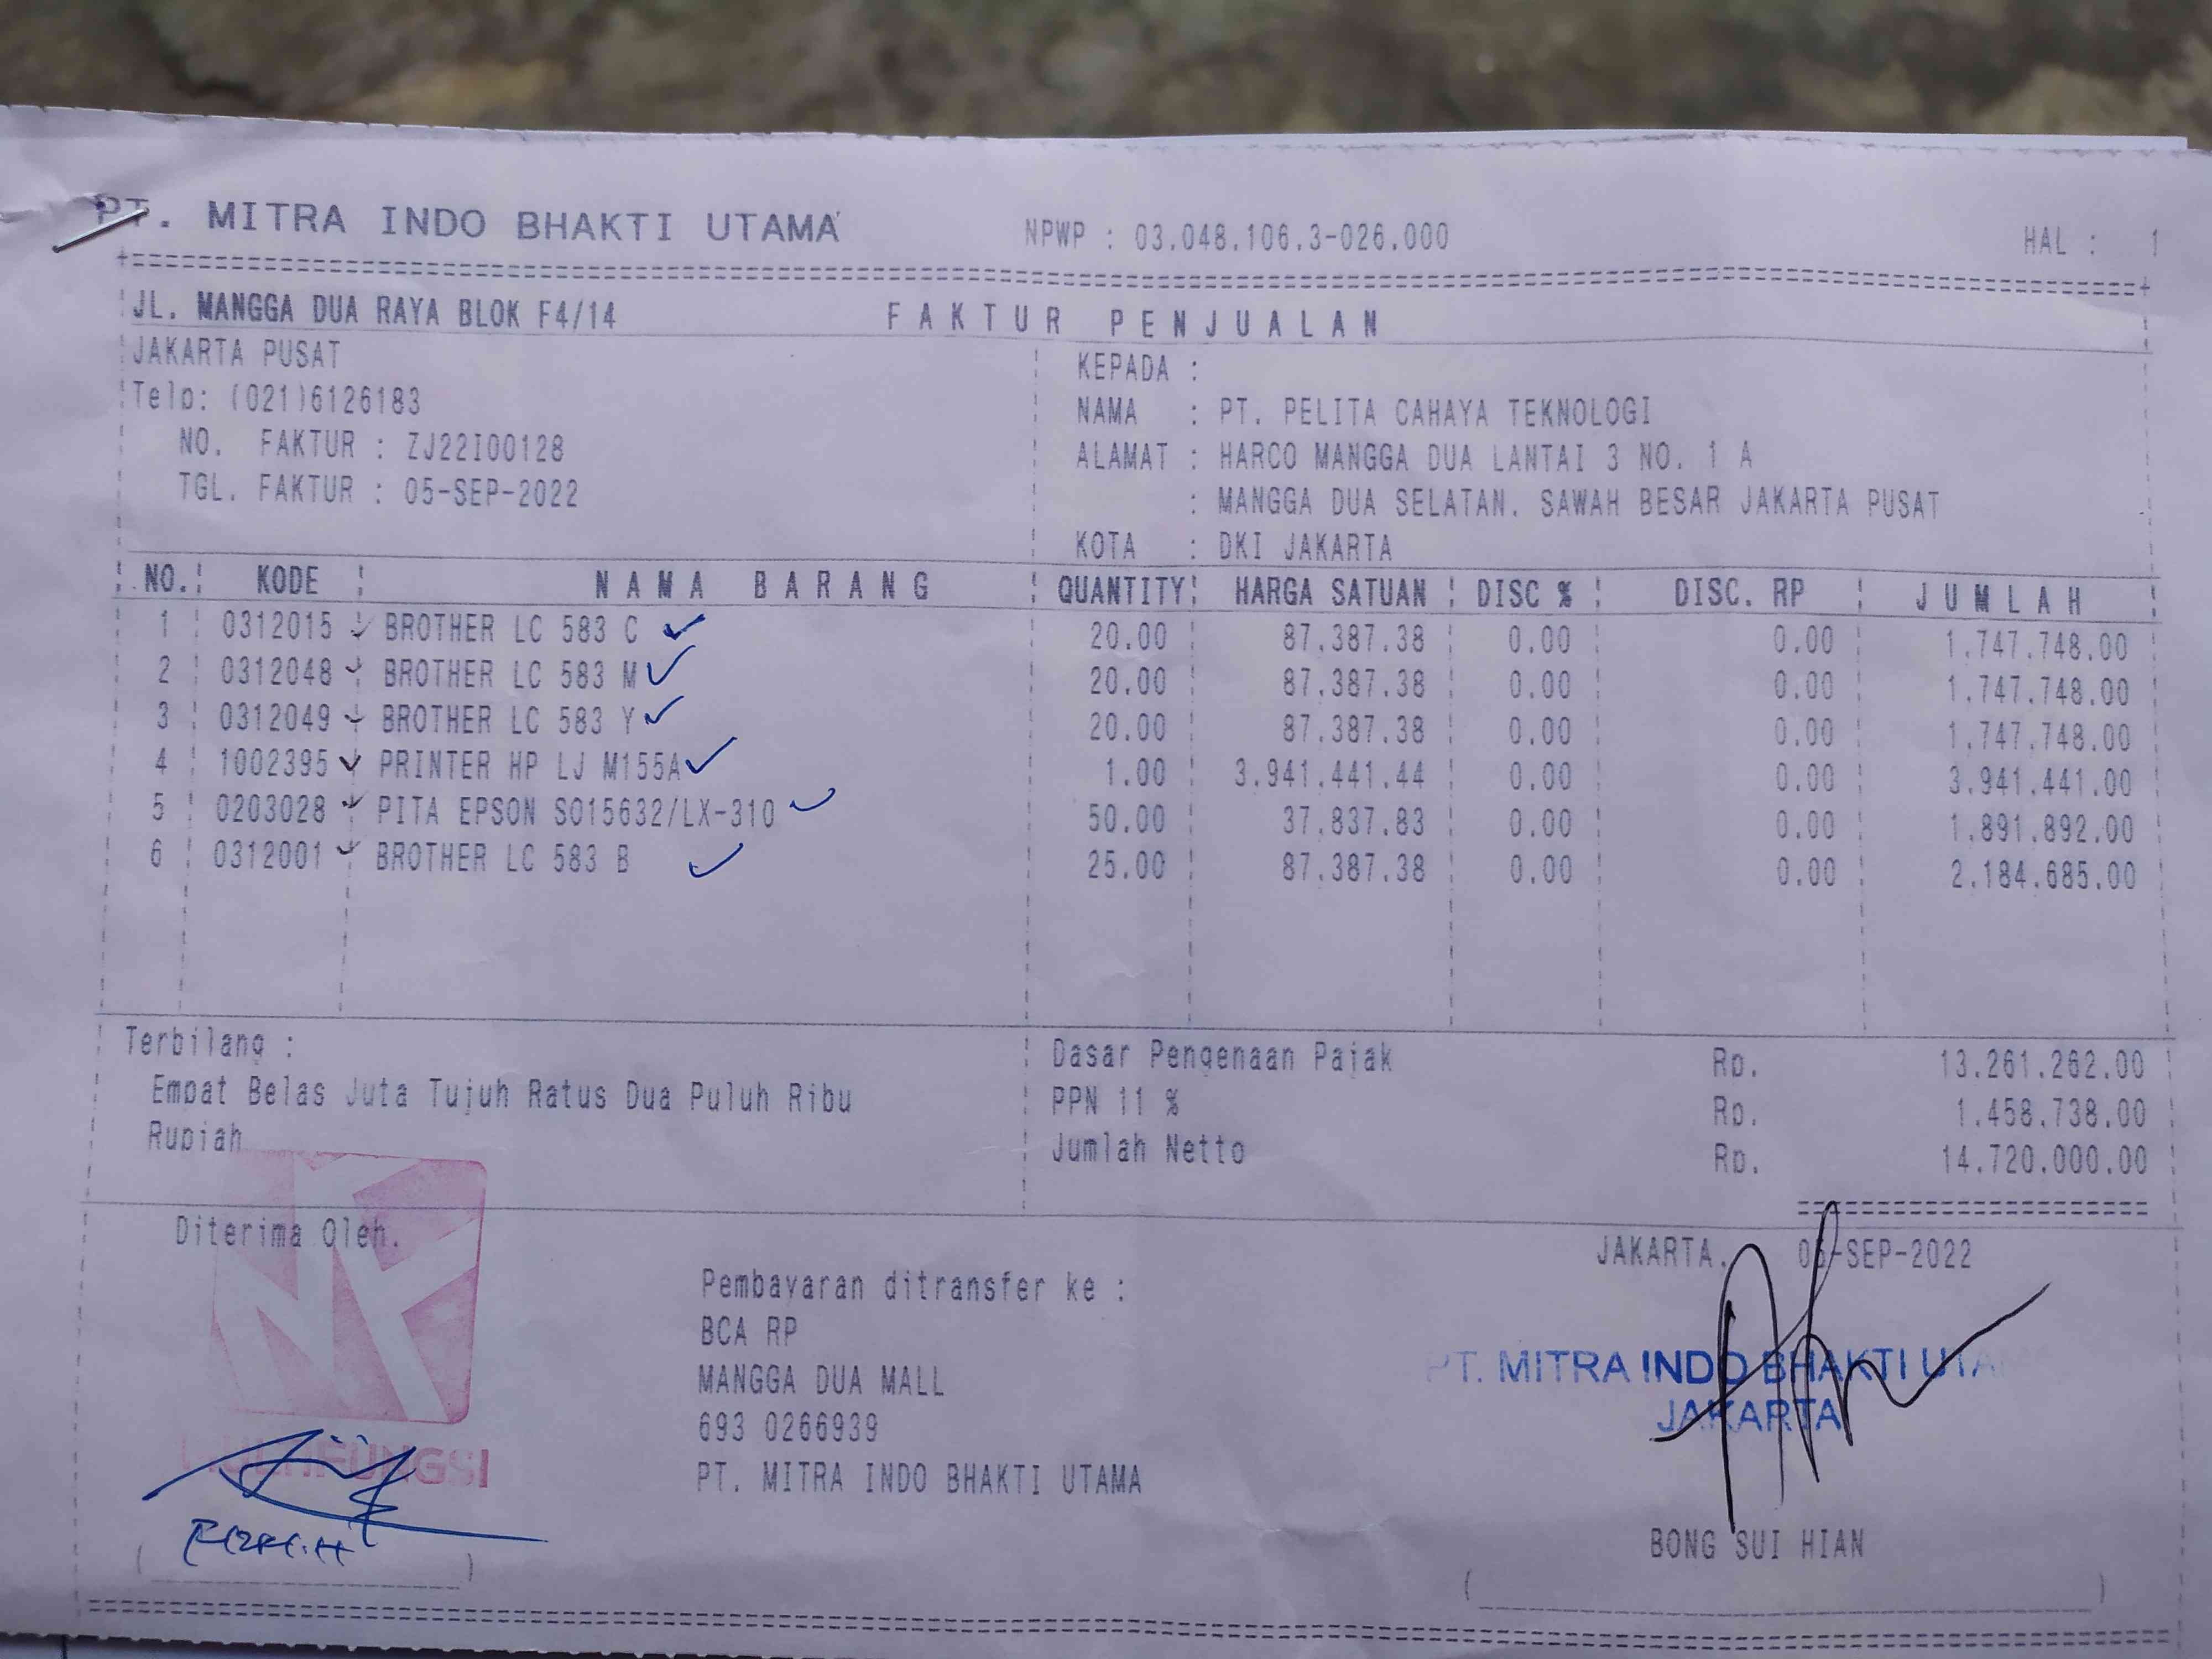 PT. MITRA INDO BHAKTI UTAMA NPWP : 03.048.106.3-026.000 HAL : 1
JL. MANGGA DUA RAYA BLOK F4/14 FAKTUR PENJUALAN
JAKARTA PUSAT
Telp: (021)6126183
NO. FAKTUR : ZJ22I00128
TGL. FAKTUR : 05-SEP-2022
KEPADA :
NAMA : PT. PELITA CAHAYA TEKNOLOGI
ALAMAT : HARCO MANGGA DUA LANTAI 3 NO. 1 A
: MANGGA DUA SELATAN. SAWAH BESAR JAKARTA PUSAT
KOTA : DKI JAKARTA
NO. KODE NAMA BARANG QUANTITY HARGA SATUAN DISC % DISC. RP JUMLAH
1 0312015 BROTHER LC 583 C 20.00 87.387.38 0.00 0.00 1.747.748.00
2 0312048 BROTHER LC 583 M 20.00 87.387.38 0.00 0.00 1.747.748.00
3 0312049 BROTHER LC 583 Y 20.00 87.387.38 0.00 0.00 1.747.748.00
4 1002395 PRINTER HP LJ M155A 1.00 3.941.441.44 0.00 0.00 3.941.441.00
5 0203028 PITA EPSON SO15632/LX-310 50.00 37.837.83 0.00 0.00 1.891.892.00
6 0312001 BROTHER LC 583 B 25.00 87.387.38 0.00 0.00 2.184.685.00
Terbilang :
Empat Belas Juta Tujuh Ratus Dua Puluh Ribu
Rupiah
Dasar Pengenaan Pajak Rp. 13.261.262.00
PPN 11 % Rp. 1.458.738.00
Jumlah Netto Rp. 14.720.000.00
Diterima Oleh.
Pembayaran ditransfer ke :
BCA RP
MANGGA DUA MALL
693 0266939
PT. MITRA INDO BHAKTI UTAMA
JAKARTA. 05-SEP-2022
PT. MITRA INDO BHAKTI UTAMA
JAKARTA
BONG SUI HIAN